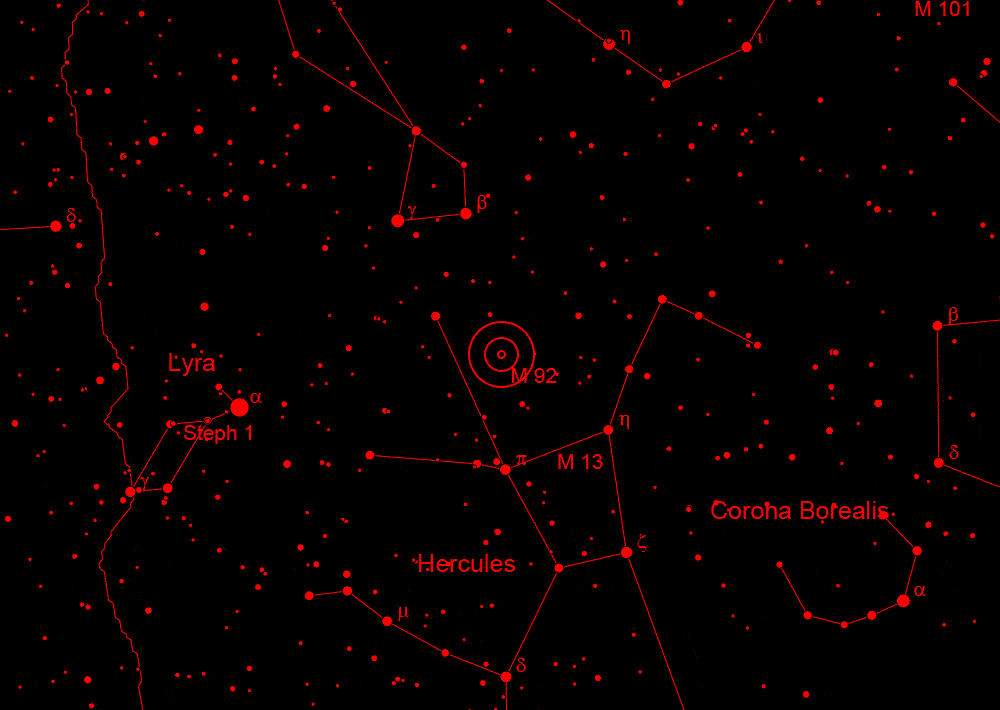 M 101
η
ι
β
γ
δ
β
Lyra
M 92
α
η
Steph 1
π
M 13
δ
γ
Corona Borealis
ζ
Hercules
α
μ
δ